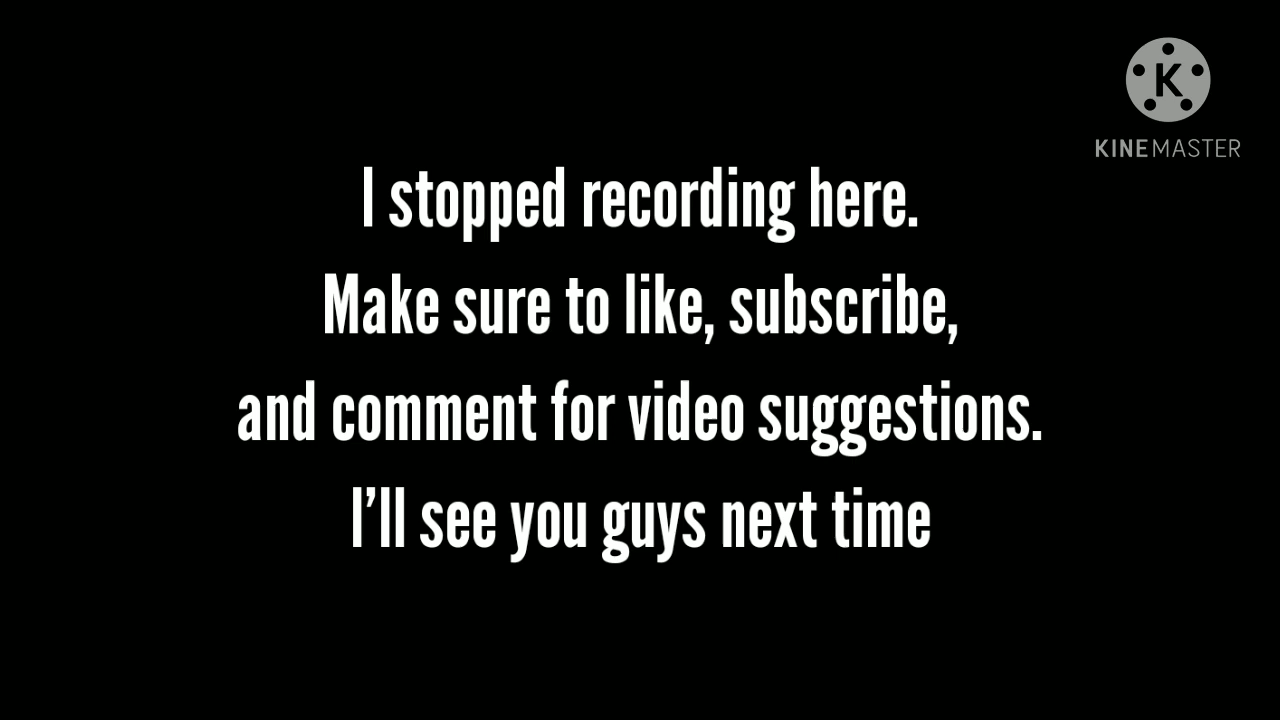 K
KINEMASTER
I stopped recording here.
Make sure to like, subscribe,
and comment for video suggestions.
I’ll see you guys next time